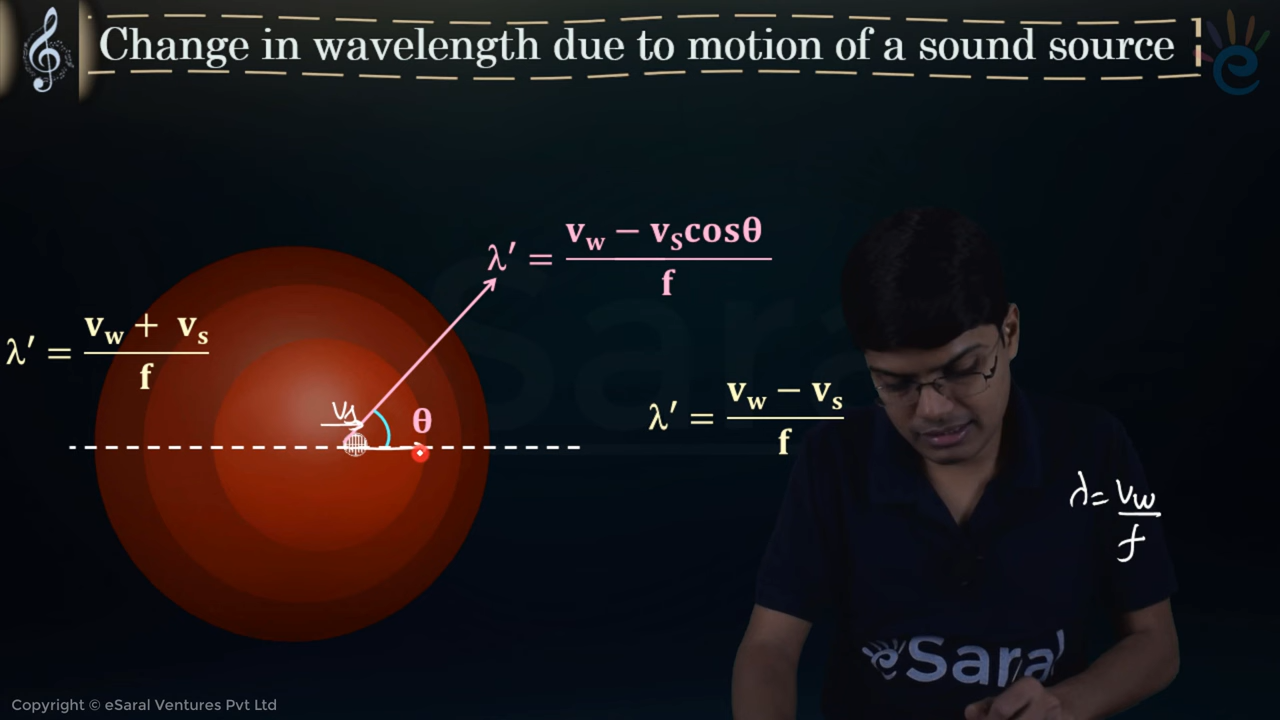 Change in wavelength due to motion of a sound source
λ′ = (v_w − v_s cosθ) / f
λ′ = (v_w + v_s) / f
λ′ = (v_w − v_s) / f
v_s
θ
λ = v_w / f
eSaral
Copyright © eSaral Ventures Pvt Ltd